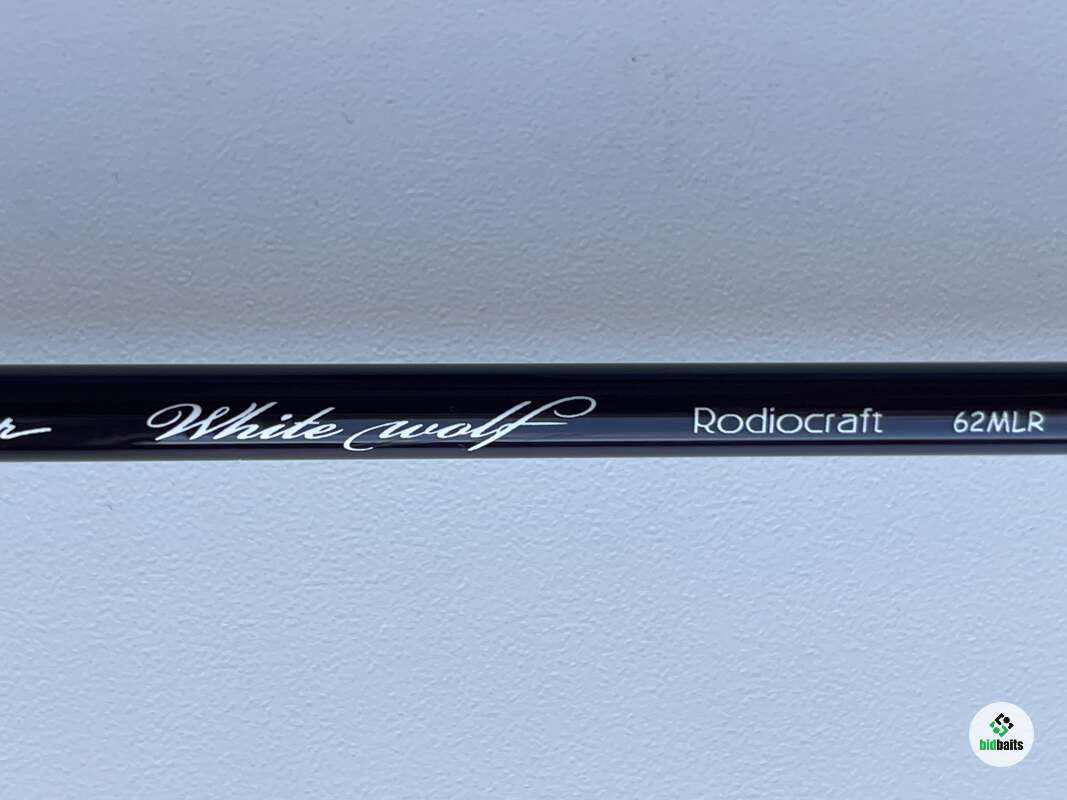 White wolf Rodiocraft 62MLR
bidbaits